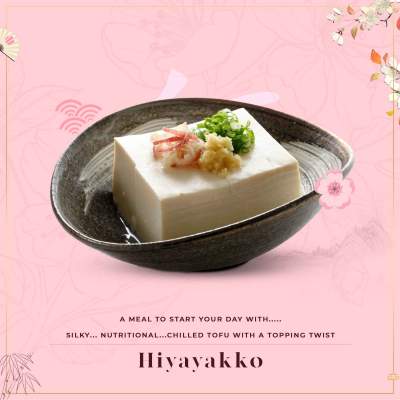 A MEAL TO START YOUR DAY WITH.....
SILKY... NUTRITIONAL...CHILLED TOFU WITH A TOPPING TWIST
Hiyayakko